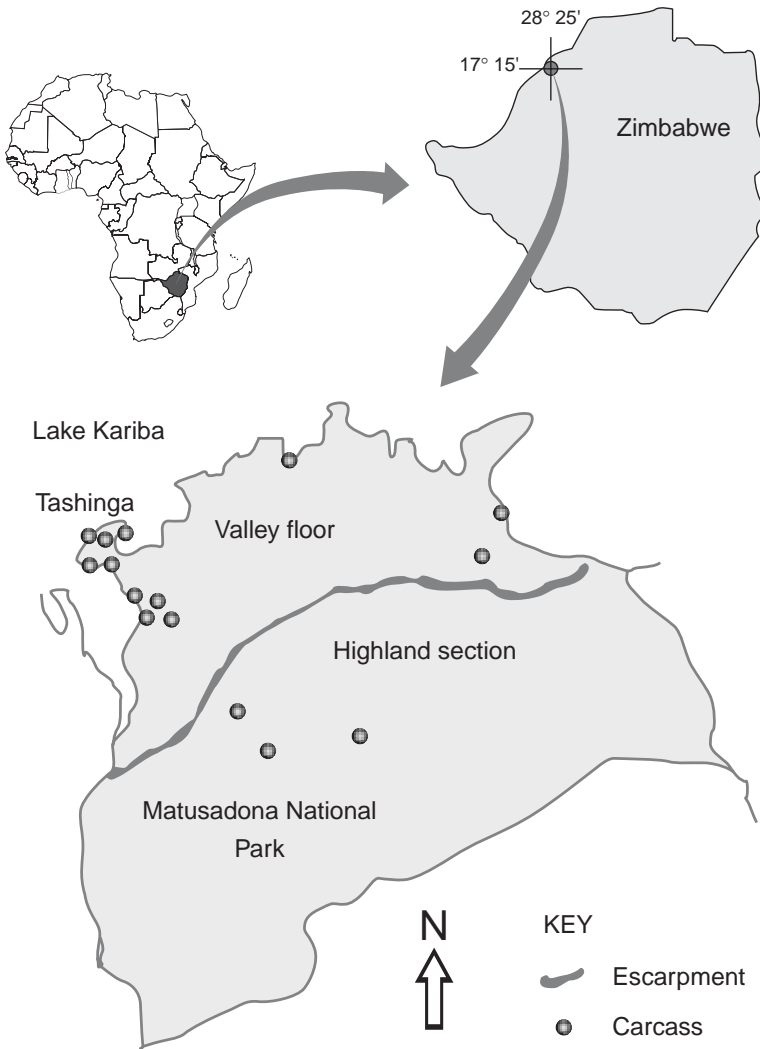 28° 25'
17° 15'
Zimbabwe
Lake Kariba
Tashinga
Valley floor
Highland section
Matusadona National
Park
N
KEY
Escarpment
Carcass